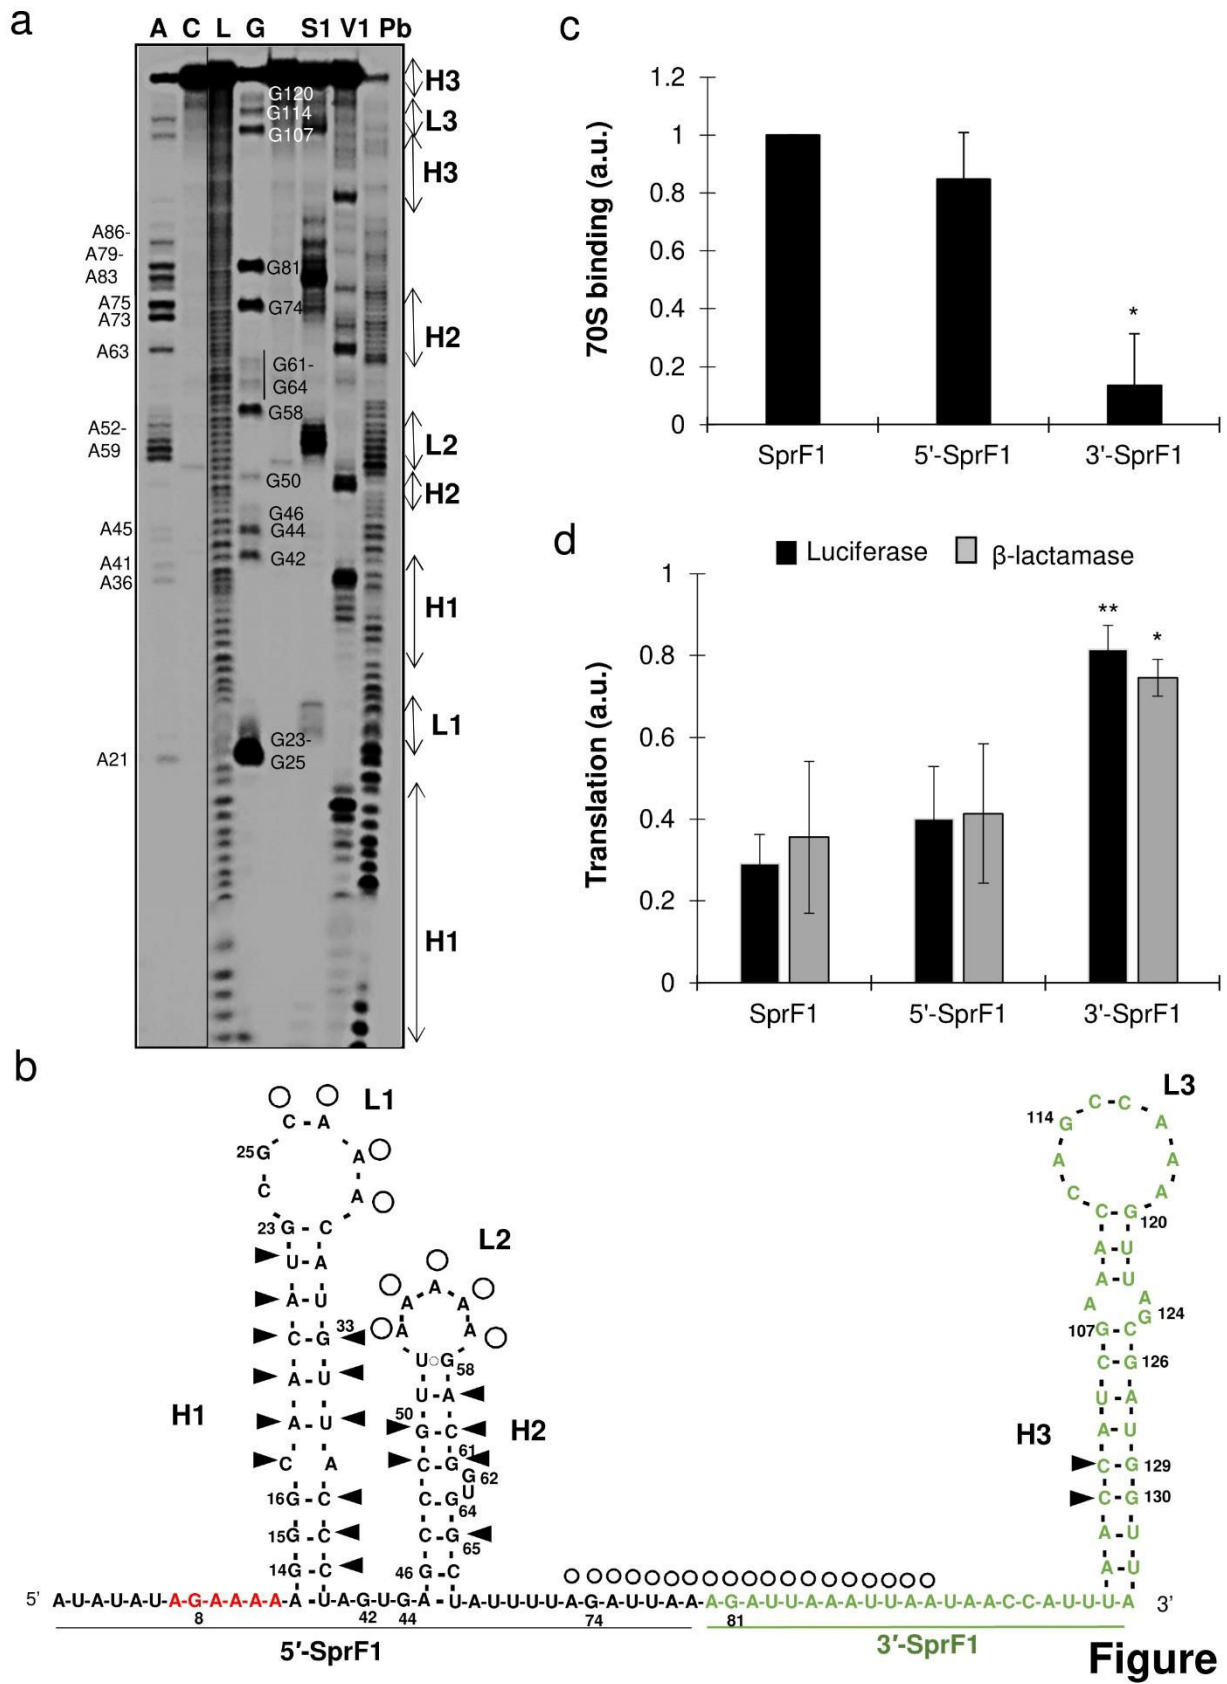 a
A C L G S1 V1 Pb
G120
G114
G107
G81
G74
G61-
G64
G58
G50
G46
G44
G42
G23-
G25
A86-
A79-
A83
A75
A73
A63
A52-
A59
A45
A41
A36
A21
H3
L3
H3
H2
L2
H2
H1
L1
H1
c
70S binding (a.u.)
1.2
1
0.8
0.6
0.4
0.2
0
*
SprF1 5'-SprF1 3'-SprF1
d
Luciferase β-lactamase
Translation (a.u.)
1
0.8
0.6
0.4
0.2
0
** *
SprF1 5'-SprF1 3'-SprF1
b
L1
C-A
25 G A
C A
23 G C
U-A
A-U
C-G 33
A-U
A-U
C A
16 G-C
15 G-C
14 G-C
H1
L2
A
A A
A A
U G 58
U-A
50 G-C
C-G 61
G 62
U
C-G 64
C-G 65
46 G-C
H2
L3
C-C
114 G A
A A
C A
C-G 120
A-U
A-U
A A
G 124
107 G-C
C-G 126
U-A
A-U
C-G 129
C-G 130
A-U
A-U
H3
5' A-U-A-U-A-U-A-G-A-A-A-A-A-U-A-G-U-G-A-U-A-U-U-U-U-U-A-G-A-U-U-A-A-A-G-A-U-U-A-A-A-U-U-A-A-U-A-A-C-C-A-U-U-U-A 3'
8 42 44 74 81
5′-SprF1 3′-SprF1
Figure